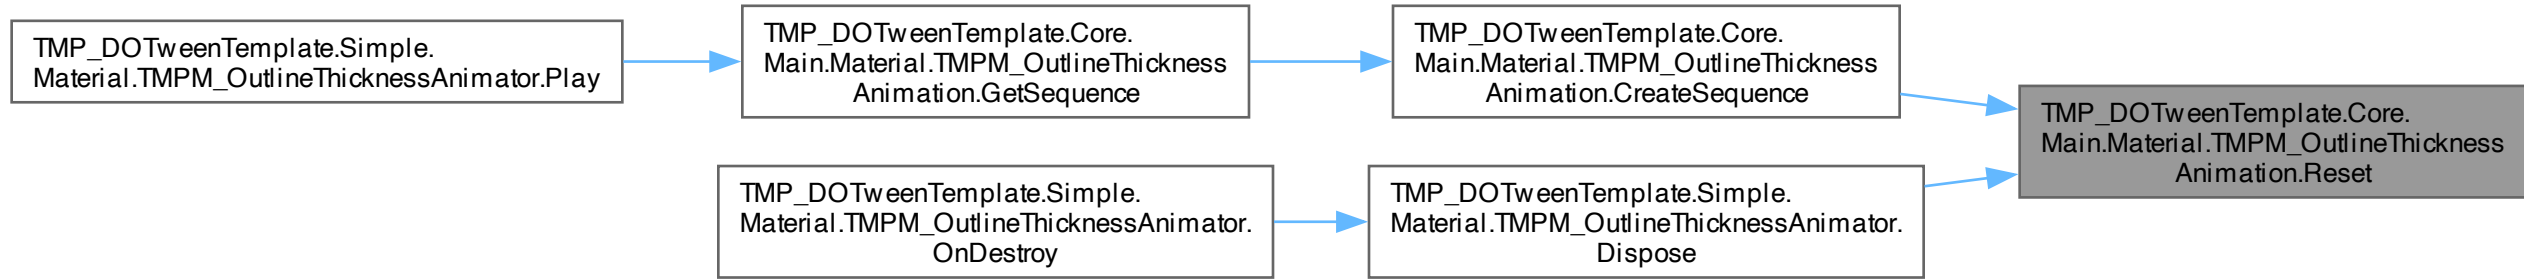 TMP_DOTweenTemplate.Simple.
Material.TMPM_OutlineThicknessAnimator.Play
TMP_DOTweenTemplate.Core.
Main.Material.TMPM_OutlineThickness
Animation.GetSequence
TMP_DOTweenTemplate.Core.
Main.Material.TMPM_OutlineThickness
Animation.CreateSequence
TMP_DOTweenTemplate.Core.
Main.Material.TMPM_OutlineThickness
Animation.Reset
TMP_DOTweenTemplate.Simple.
Material.TMPM_OutlineThicknessAnimator.
OnDestroy
TMP_DOTweenTemplate.Simple.
Material.TMPM_OutlineThicknessAnimator.
Dispose